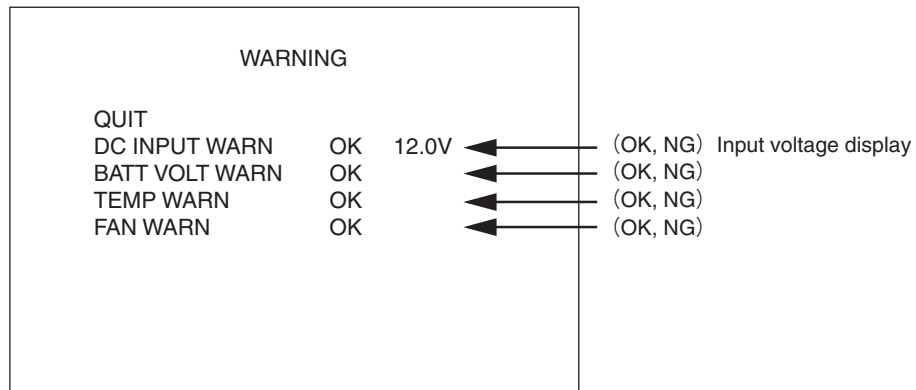 WARNING
QUIT
DC INPUT WARN OK 12.0V (OK, NG) Input voltage display
BATT VOLT WARN OK (OK, NG)
TEMP WARN OK (OK, NG)
FAN WARN OK (OK, NG)